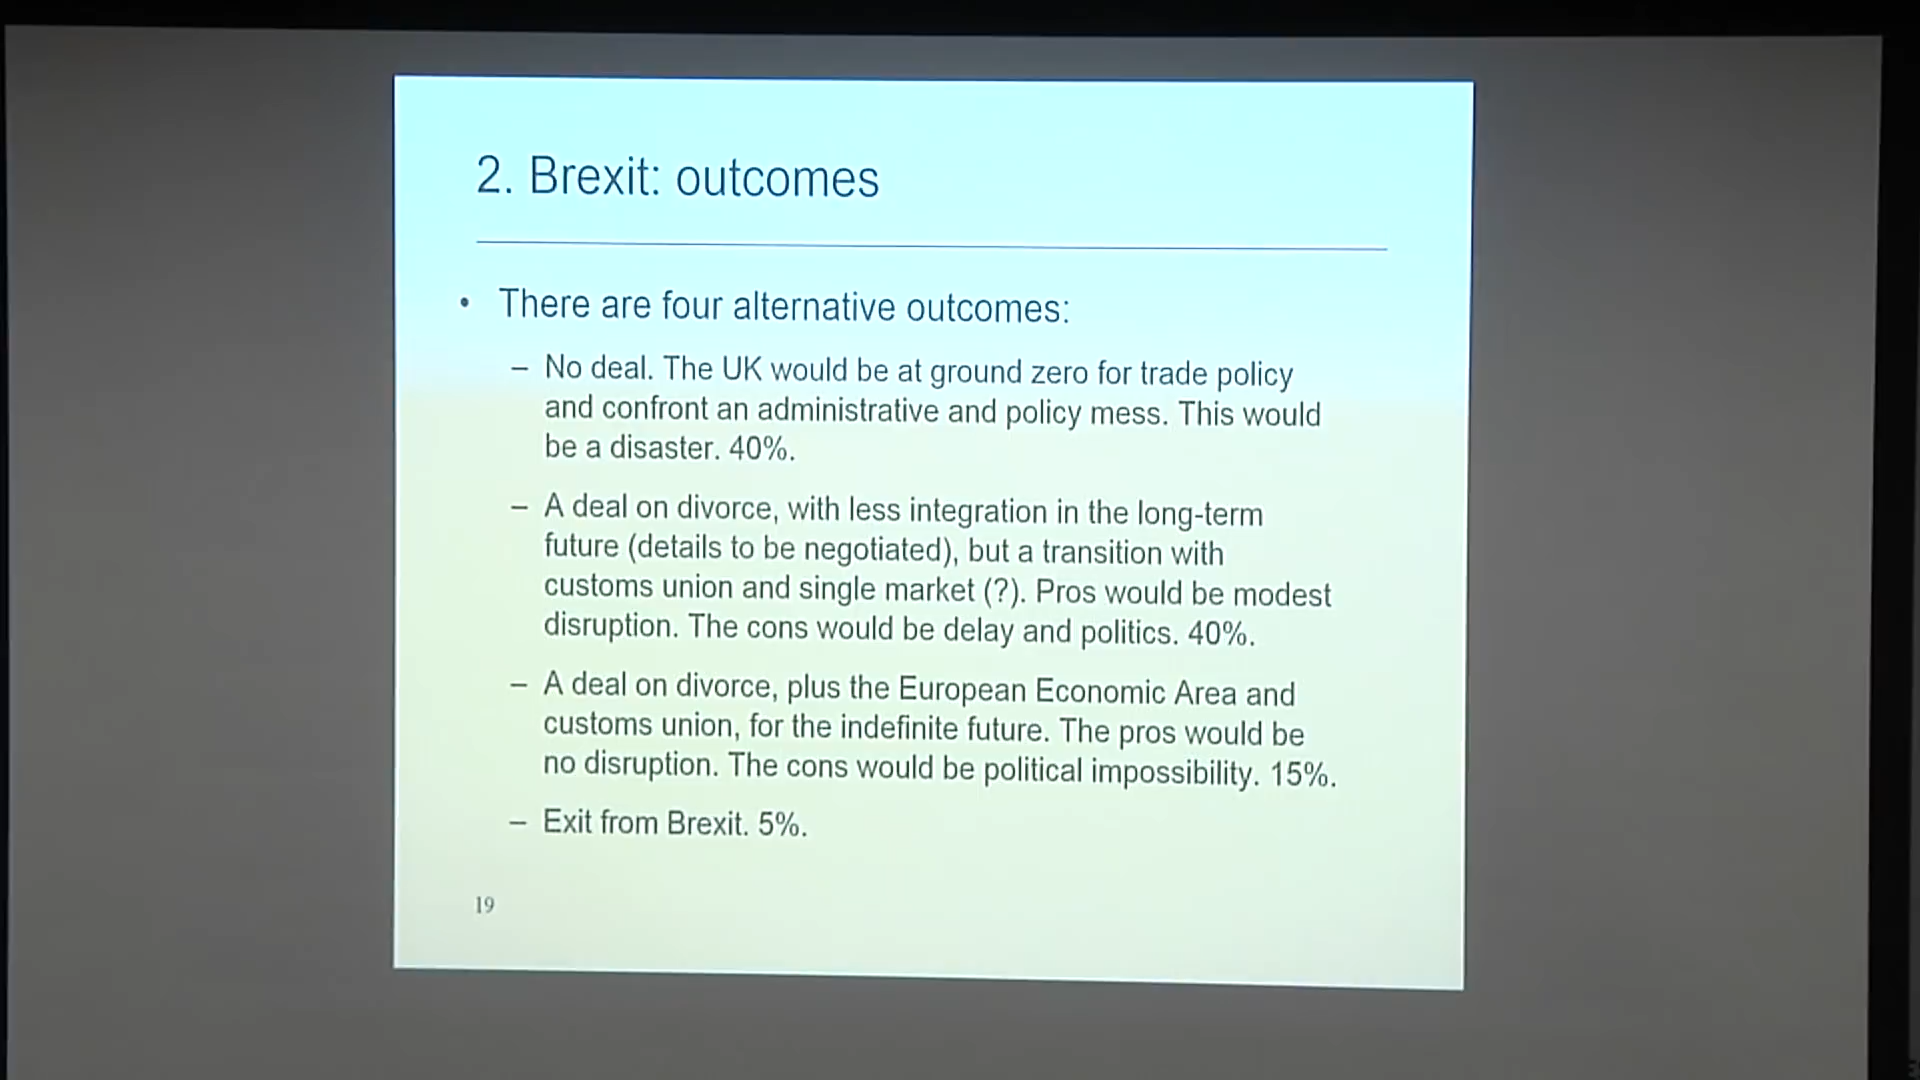 2. Brexit: outcomes
• There are four alternative outcomes:
– No deal. The UK would be at ground zero for trade policy
and confront an administrative and policy mess. This would
be a disaster. 40%.
– A deal on divorce, with less integration in the long-term
future (details to be negotiated), but a transition with
customs union and single market (?). Pros would be modest
disruption. The cons would be delay and politics. 40%.
– A deal on divorce, plus the European Economic Area and
customs union, for the indefinite future. The pros would be
no disruption. The cons would be political impossibility. 15%.
– Exit from Brexit. 5%.
19